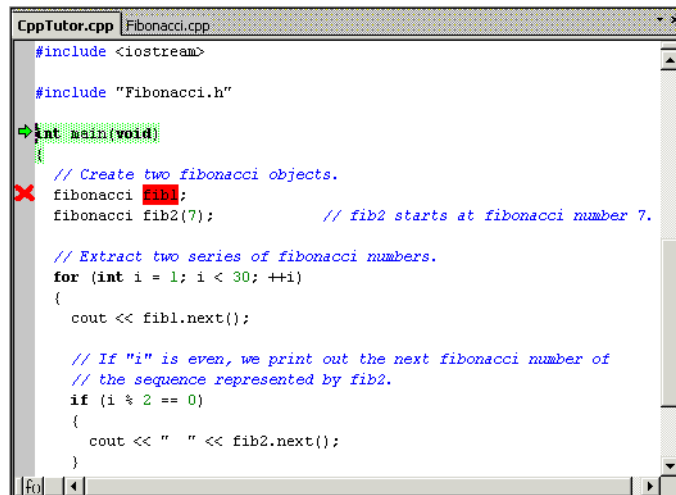 CppTutor.cpp Fibonacci.cpp
#include <iostream>
#include "Fibonacci.h"
int main(void)
{
// Create two fibonacci objects.
fibonacci fib1;
fibonacci fib2(7); // fib2 starts at fibonacci number 7.
// Extract two series of fibonacci numbers.
for (int i = 1; i < 30; ++i)
{
cout << fib1.next();
// If "i" is even, we print out the next fibonacci number of
// the sequence represented by fib2.
if (i % 2 == 0)
{
cout << "  " << fib2.next();
}
fo